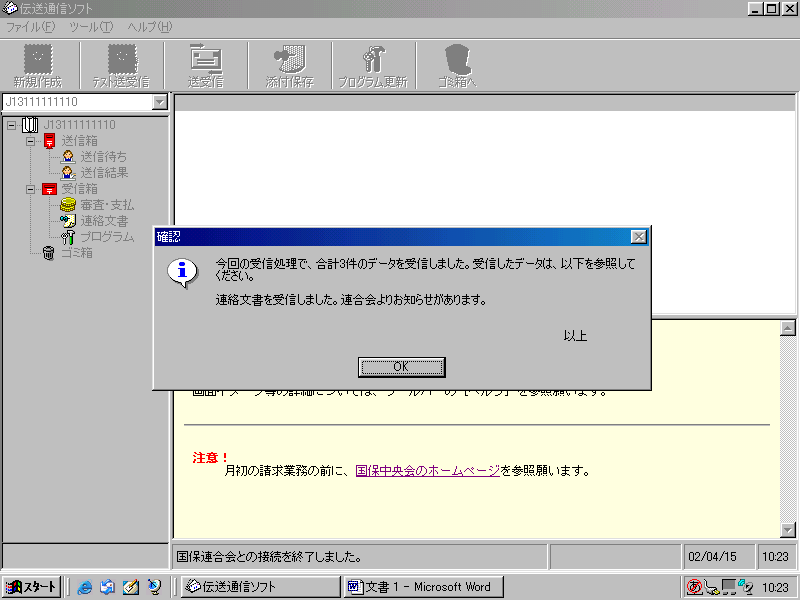 伝送通信ソフト
ファイル(F) ツール(T) ヘルプ(H)
新規作成 テスト送受信 送受信 添付保存 プログラム更新 ゴミ箱へ
J13111111110
J13111111110
送信箱
送信待ち
送信結果
受信箱
審査・支払
連絡文書
プログラム
ゴミ箱
確認
今回の受信処理で、合計3件のデータを受信しました。受信したデータは、以下を参照して
ください。
連絡文書を受信しました。連合会よりお知らせがあります。
以上
OK
画面イメージ等の詳細については、ツールバーの「ヘルプ」を参照願います。
注意！
月初の請求業務の前に、国保中央会のホームページを参照願います。
国保連合会との接続を終了しました。 02/04/15 10:23
スタート 伝送通信ソフト 文書 1 - Microsoft Word あ 10:23